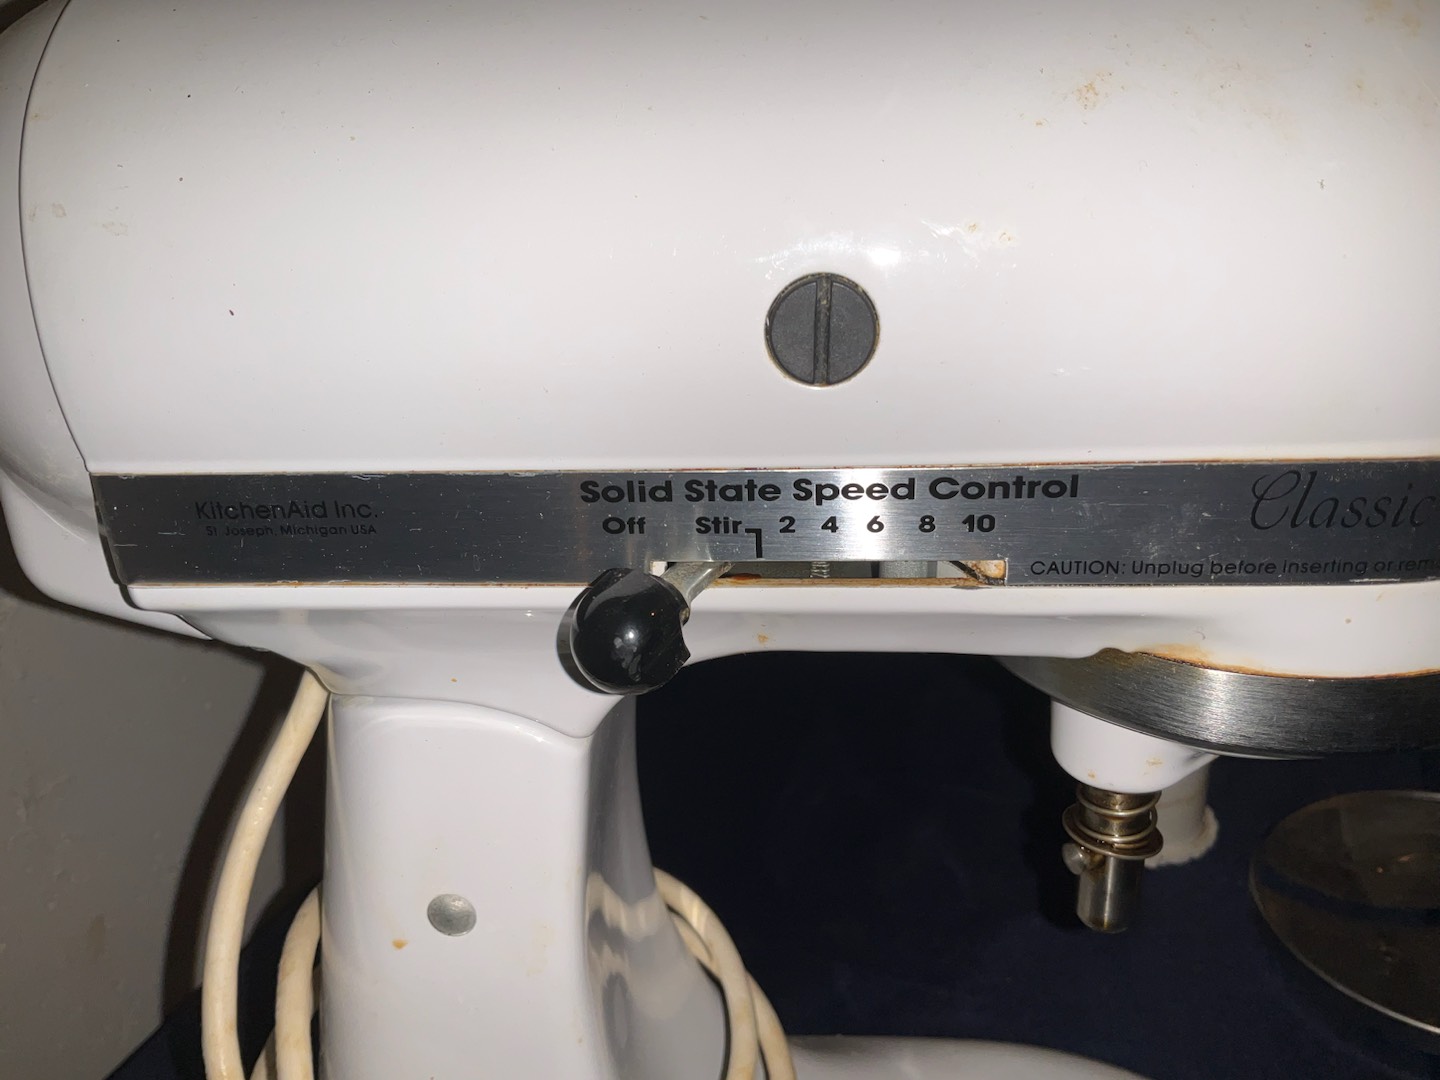 KitchenAid Inc.
St Joseph, Michigan USA
Solid State Speed Control
Off Stir 2 4 6 8 10
Classic
CAUTION: Unplug before inserting or